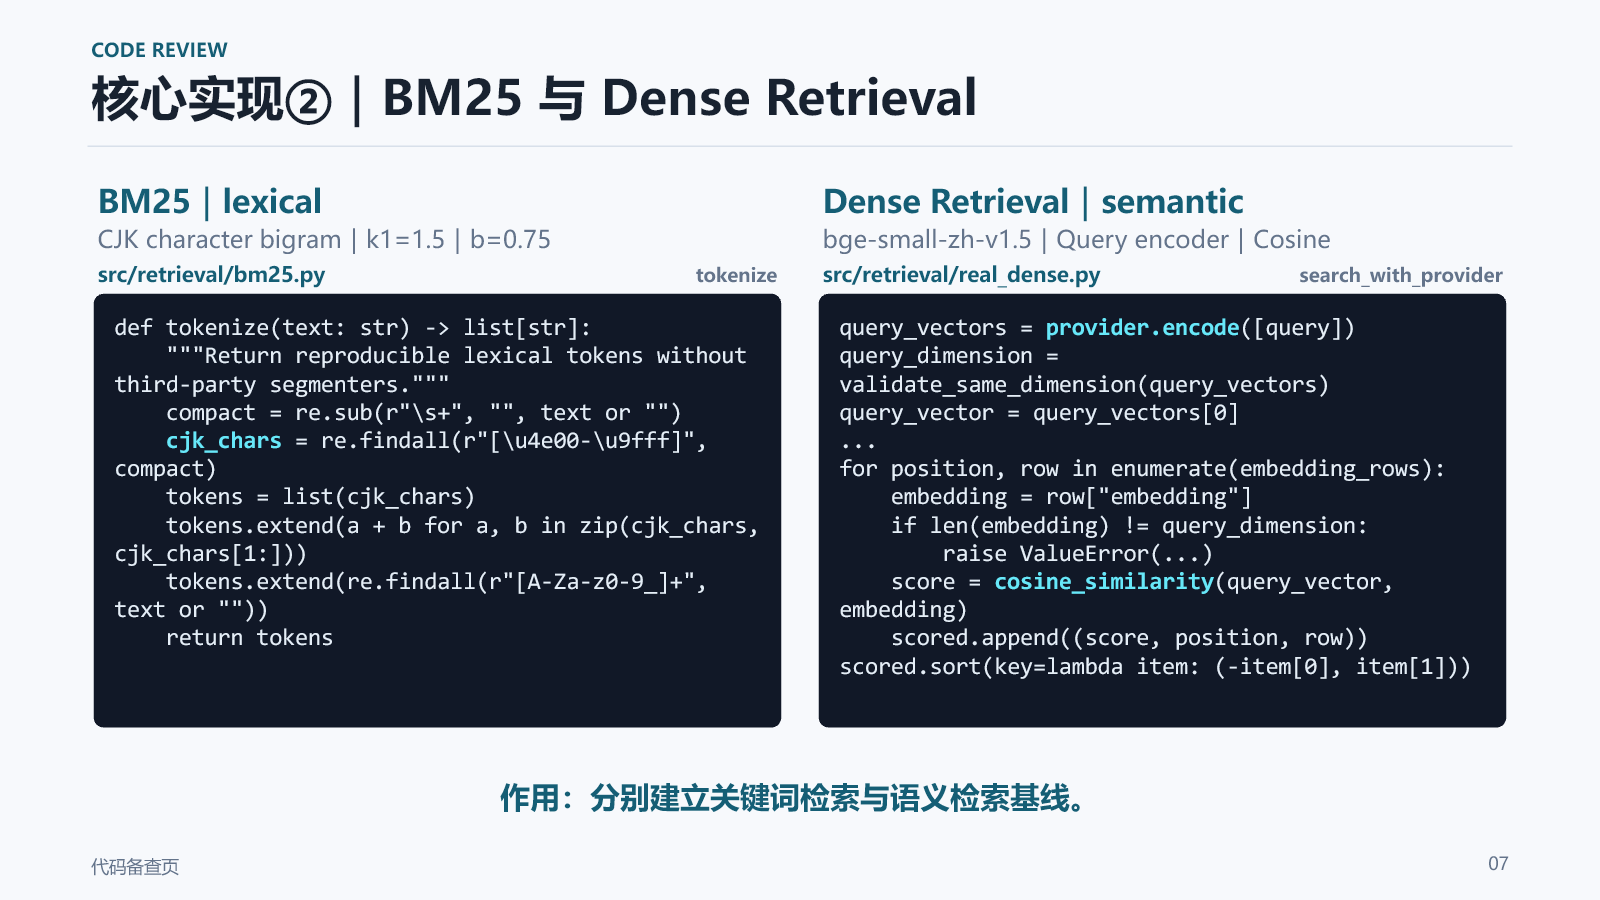 CODE REVIEW
核心实现②｜BM25 与 Dense Retrieval
BM25｜lexical
CJK character bigram | k1=1.5 | b=0.75
src/retrieval/bm25.py
tokenize
def tokenize(text: str) -> list[str]:
    """Return reproducible lexical tokens without
third-party segmenters."""
    compact = re.sub(r"\s+", "", text or "")
    cjk_chars = re.findall(r"[\u4e00-\u9fff]",
compact)
    tokens = list(cjk_chars)
    tokens.extend(a + b for a, b in zip(cjk_chars,
cjk_chars[1:]))
    tokens.extend(re.findall(r"[A-Za-z0-9_]+",
text or ""))
    return tokens
Dense Retrieval｜semantic
bge-small-zh-v1.5 | Query encoder | Cosine
src/retrieval/real_dense.py
search_with_provider
query_vectors = provider.encode([query])
query_dimension =
validate_same_dimension(query_vectors)
query_vector = query_vectors[0]
...
for position, row in enumerate(embedding_rows):
    embedding = row["embedding"]
    if len(embedding) != query_dimension:
        raise ValueError(...)
    score = cosine_similarity(query_vector,
embedding)
    scored.append((score, position, row))
scored.sort(key=lambda item: (-item[0], item[1]))
作用：分别建立关键词检索与语义检索基线。
代码备查页
07